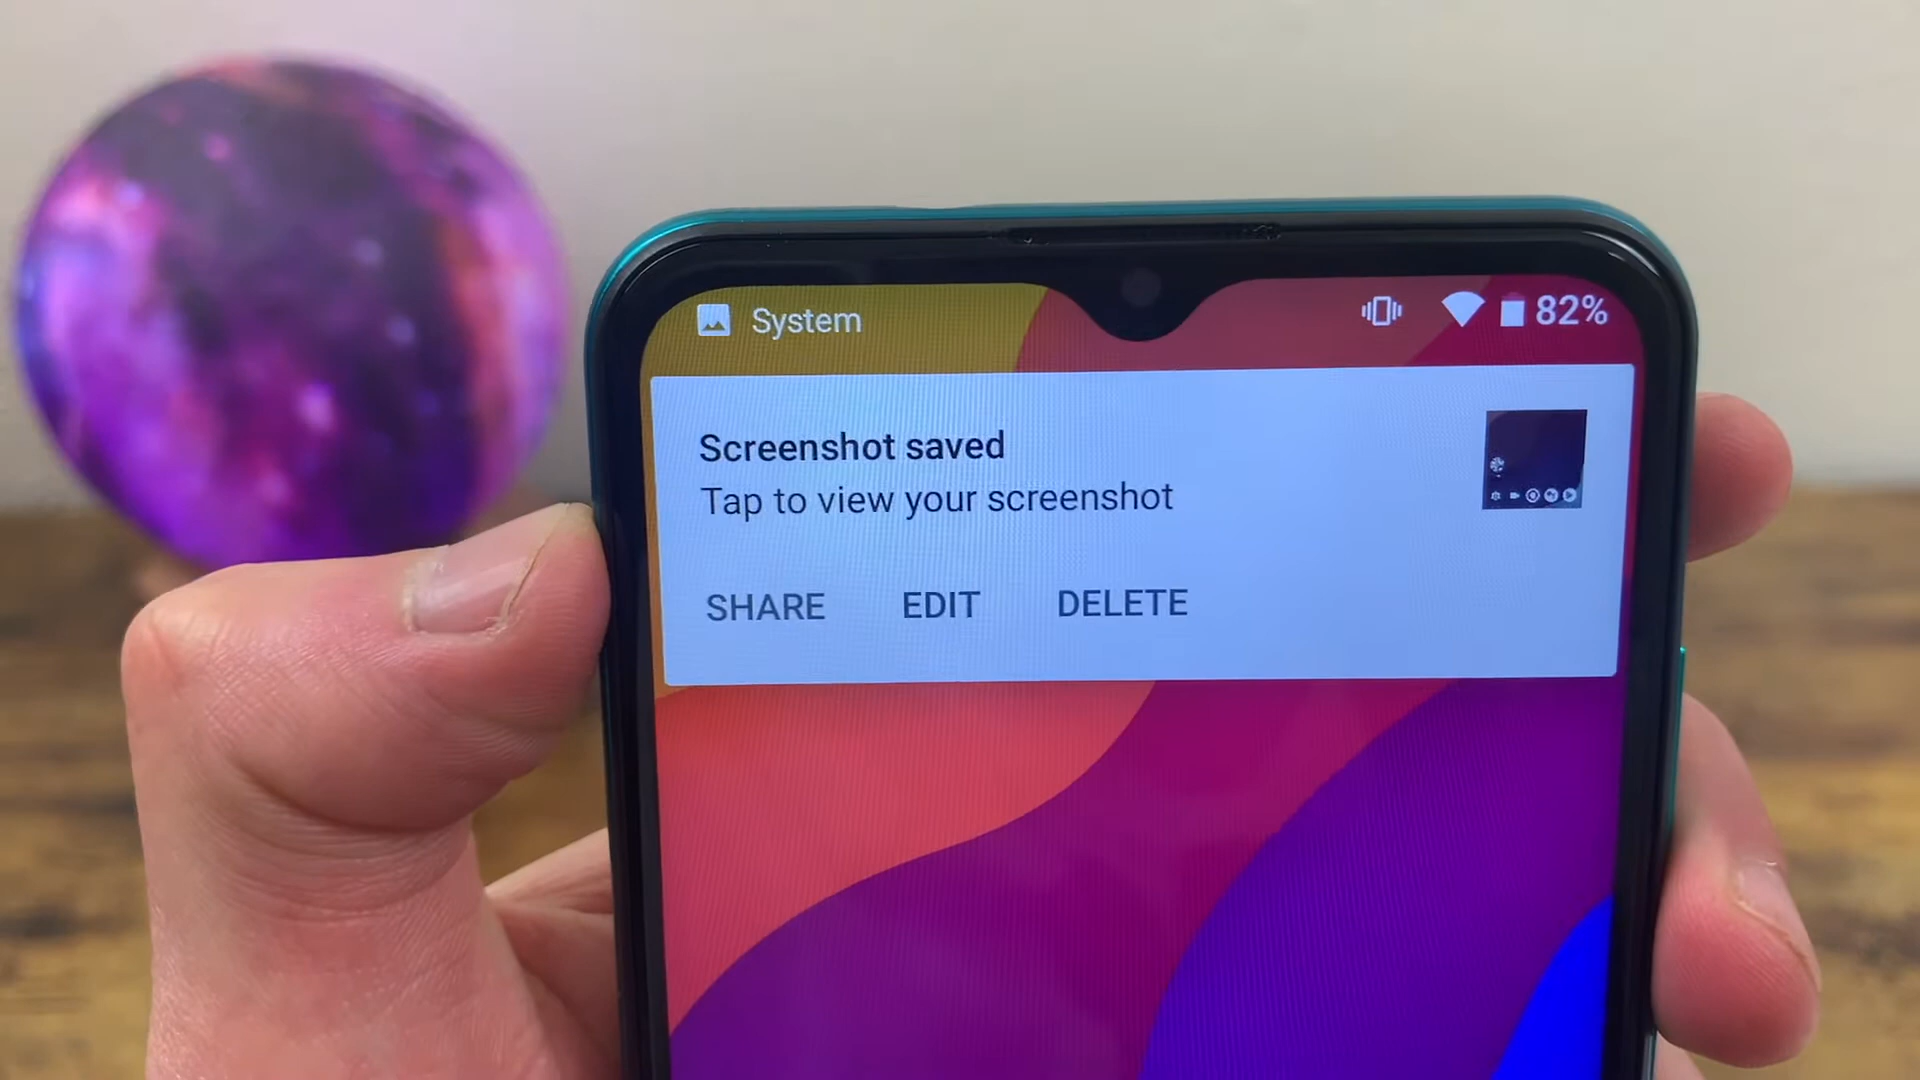 System
82%
Screenshot saved
Tap to view your screenshot
SHARE EDIT DELETE